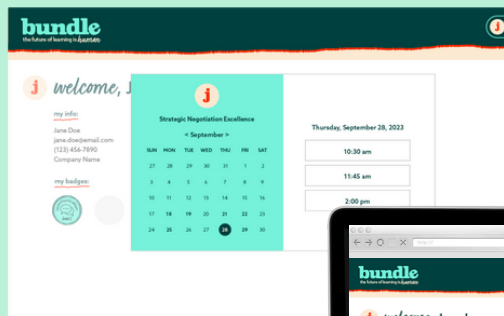 bundle
the future of learning is human
j
j welcome, J
my info:
Jane Doe
jane.doe@email.com
(123) 456-7890
Company Name
my badges:
j
Strategic Negotiation Excellence
< September >
SUN MON TUE WED THU FRI SAT
27 28 29 30 31 1 2
3 4 5 6 7 8 9
10 11 12 13 14 15 16
17 18 19 20 21 22 23
24 25 26 27 28 29 30
Thursday, September 28, 2023
10:30 am
11:45 am
2:00 pm
bundle
the future of learning is human